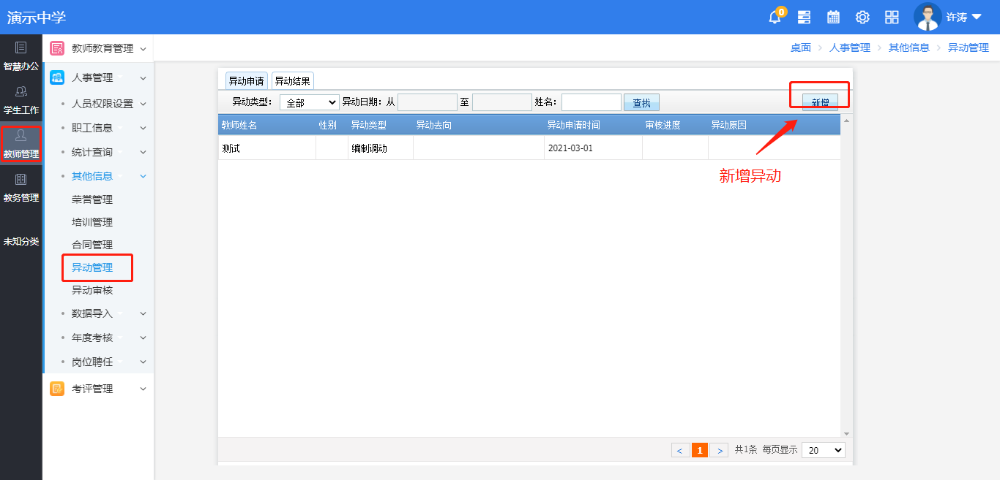 演示中学
0
许涛
智慧办公
学生工作
教师管理
教务管理
未知分类
教师教育管理
人事管理
人员权限设置
职工信息
统计查询
其他信息
荣誉管理
培训管理
合同管理
异动管理
异动审核
数据导入
年度考核
岗位聘任
考评管理
桌面 > 人事管理 > 其他信息 > 异动管理
异动申请 异动结果
异动类型: 全部 异动日期: 从 至 姓名: 查找 新增
教师姓名 性别 异动类型 异动去向 异动申请时间 审核进度 异动原因
测试 编制调动 2021-03-01
新增异动
< 1 > 共1条 每页显示 20